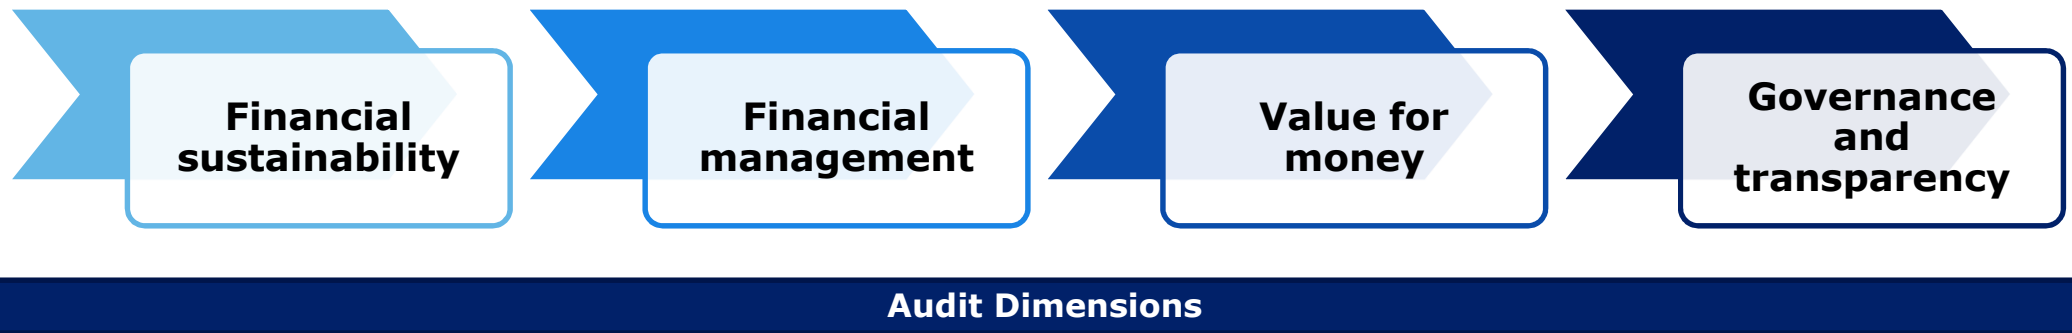 Financial
sustainability
Financial
management
Value for
money
Governance
and
transparency
Audit Dimensions